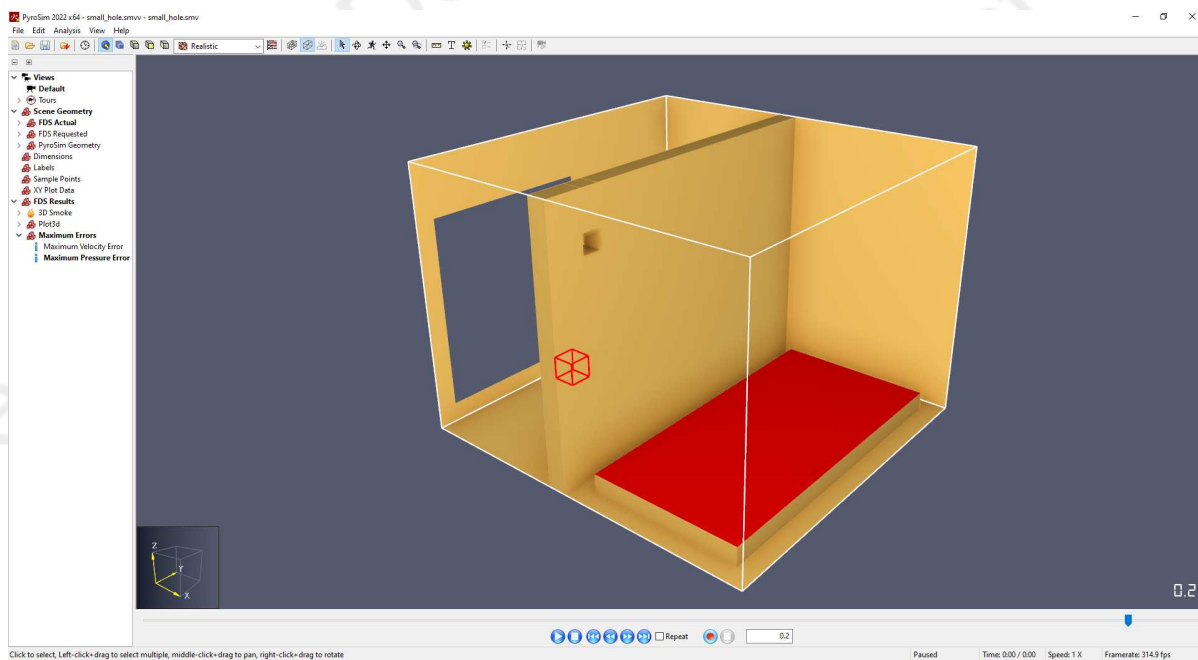 PyroSim 2022 x64 - small_hole.smvv - small_hole.smv
File Edit Analysis View Help
Realistic
Views
Default
Tours
Scene Geometry
FDS Actual
FDS Requested
PyroSim Geometry
Dimensions
Labels
Sample Points
XY Plot Data
FDS Results
3D Smoke
Plot3d
Maximum Errors
Maximum Velocity Error
Maximum Pressure Error
Z
Y
X
0.2
Repeat
0.2
Click to select, Left-click+drag to select multiple, middle-click+drag to pan, right-click+drag to rotate
Paused Time: 0:00 / 0:00 Speed: 1 X Framerate: 314.9 fps